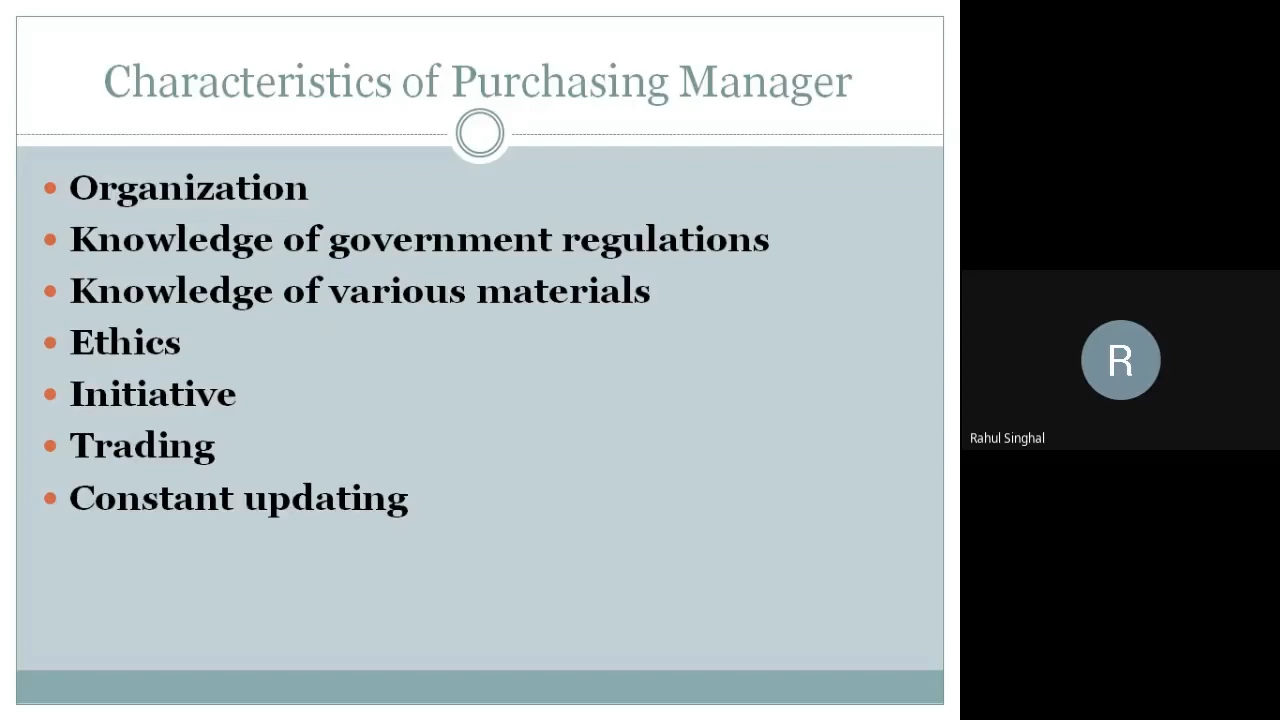 Characteristics of Purchasing Manager
• Organization
• Knowledge of government regulations
• Knowledge of various materials
• Ethics
• Initiative
• Trading
• Constant updating
R
Rahul Singhal